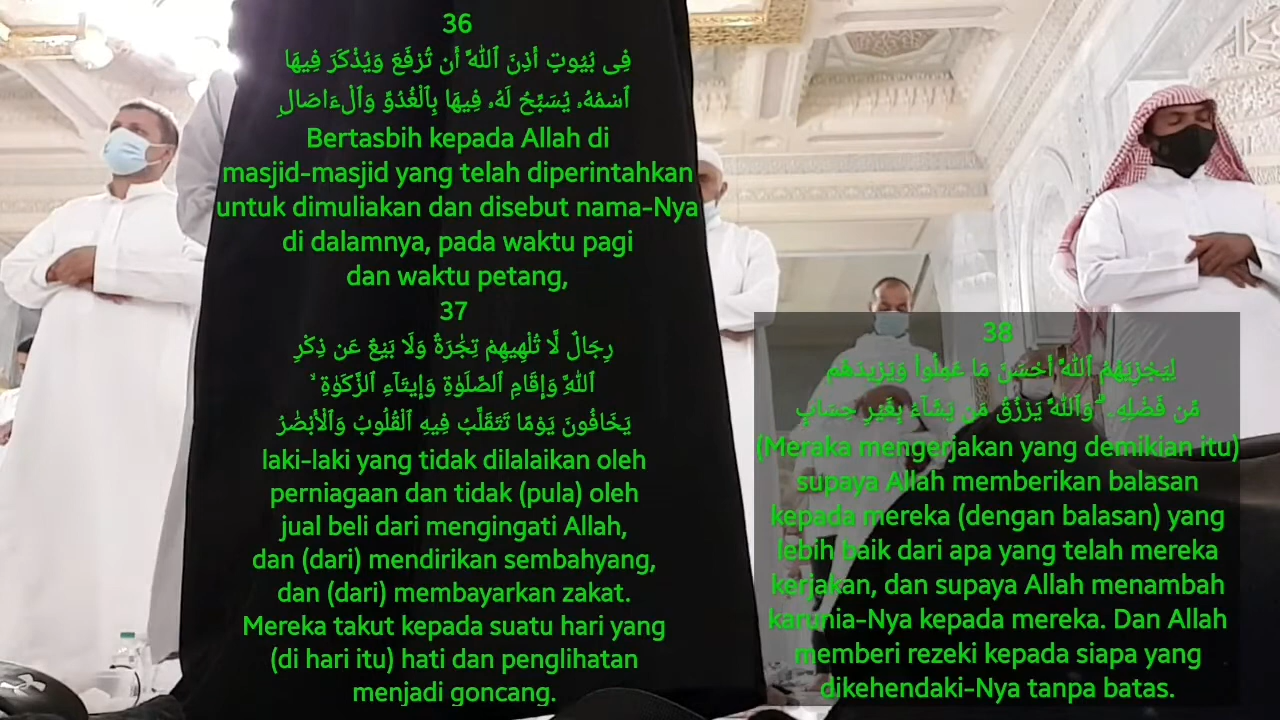 36
فِى بُيُوتٍ أَذِنَ ٱللَّهُ أَن تُرْفَعَ وَيُذْكَرَ فِيهَا
ٱسْمُهُۥ يُسَبِّحُ لَهُۥ فِيهَا بِٱلْغُدُوِّ وَٱلْءَاصَالِ
Bertasbih kepada Allah di
masjid-masjid yang telah diperintahkan
untuk dimuliakan dan disebut nama-Nya
di dalamnya, pada waktu pagi
dan waktu petang,
37
رِجَالٌ لَّا تُلْهِيهِمْ تِجَٰرَةٌ وَلَا بَيْعٌ عَن ذِكْرِ
ٱللَّهِ وَإِقَامِ ٱلصَّلَوٰةِ وَإِيتَآءِ ٱلزَّكَوٰةِ ۙ
يَخَافُونَ يَوْمًا تَتَقَلَّبُ فِيهِ ٱلْقُلُوبُ وَٱلْأَبْصَٰرُ
laki-laki yang tidak dilalaikan oleh
perniagaan dan tidak (pula) oleh
jual beli dari mengingati Allah,
dan (dari) mendirikan sembahyang,
dan (dari) membayarkan zakat.
Mereka takut kepada suatu hari yang
(di hari itu) hati dan penglihatan
menjadi goncang.
38
لِيَجْزِيَهُمُ ٱللَّهُ أَحْسَنَ مَا عَمِلُوا۟ وَيَزِيدَهُم
مِّن فَضْلِهِۦ ۗ وَٱللَّهُ يَرْزُقُ مَن يَشَآءُ بِغَيْرِ حِسَابٍ
(Meraka mengerjakan yang demikian itu)
supaya Allah memberikan balasan
kepada mereka (dengan balasan) yang
lebih baik dari apa yang telah mereka
kerjakan, dan supaya Allah menambah
karunia-Nya kepada mereka. Dan Allah
memberi rezeki kepada siapa yang
dikehendaki-Nya tanpa batas.